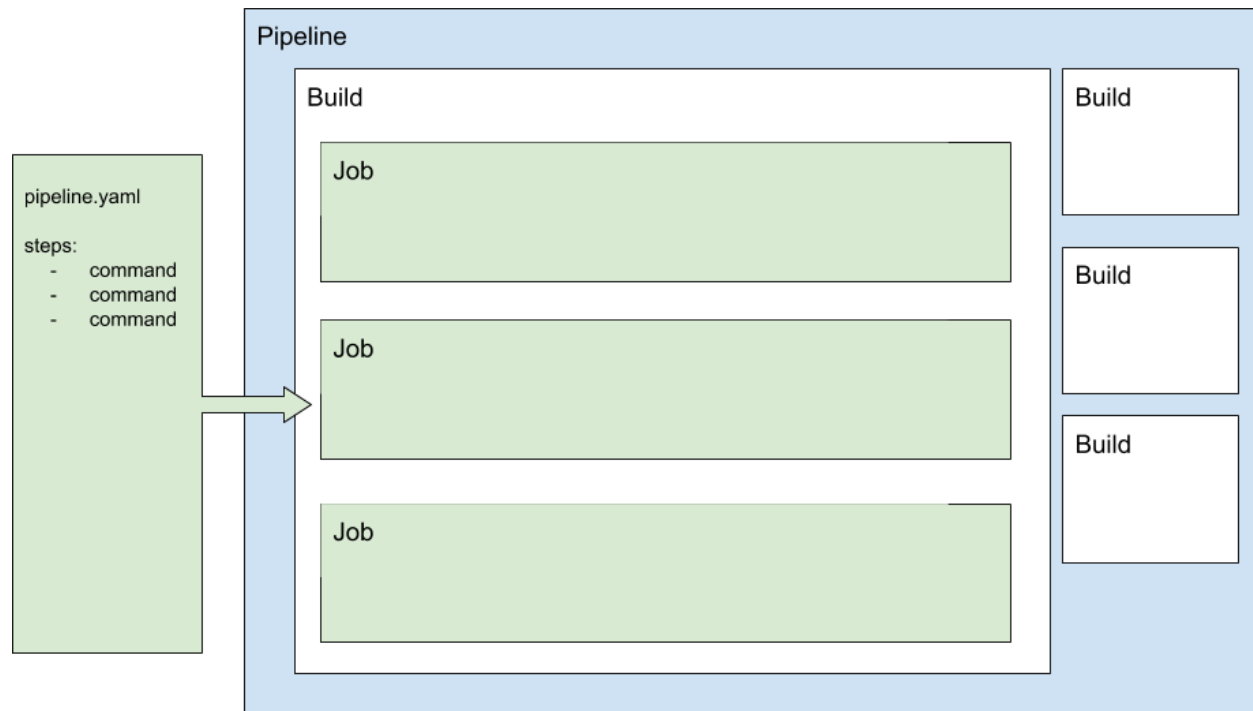 Pipeline
Build
Job
Job
Job
Build
Build
Build
pipeline.yaml
steps:
- command
- command
- command